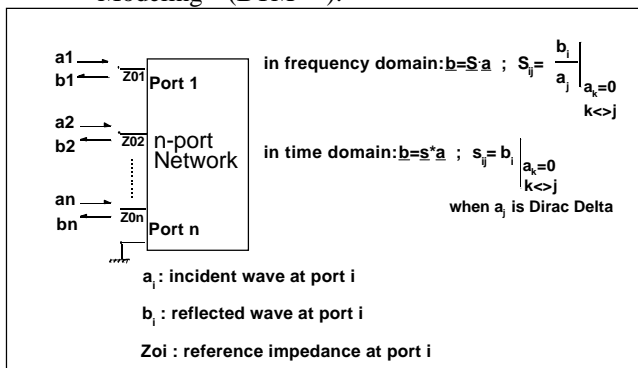 Modeling" (BTM
a1
b1
Z01
Port 1
a2
b2
Z02
n-port
Network
an
bn
Z0n
Port n
in frequency domain: b=S·a ; Sij= bi / aj | ak=0 k<>j
in time domain: b=s*a ; sij= bi | ak=0 k<>j
when aj is Dirac Delta
ai : incident wave at port i
bi : reflected wave at port i
Zoi : reference impedance at port i